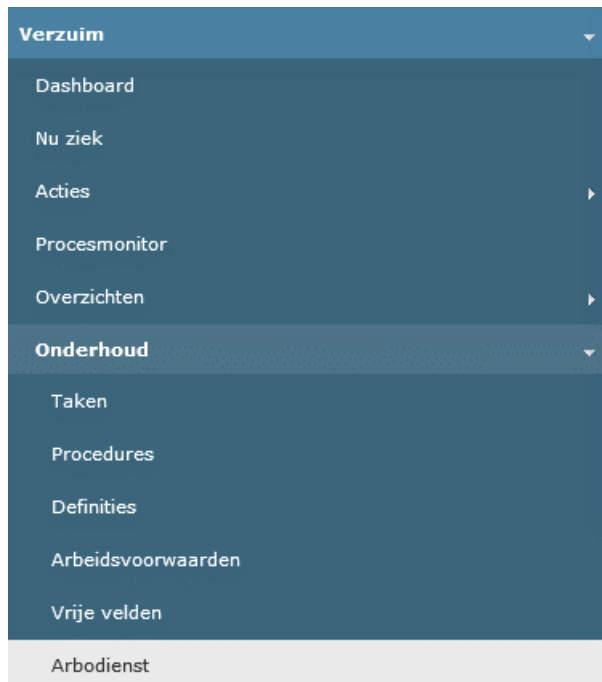 Verzuim
Dashboard
Nu ziek
Acties
Procesmonitor
Overzichten
Onderhoud
Taken
Procedures
Definities
Arbeidsvoorwaarden
Vrije velden
Arbodienst